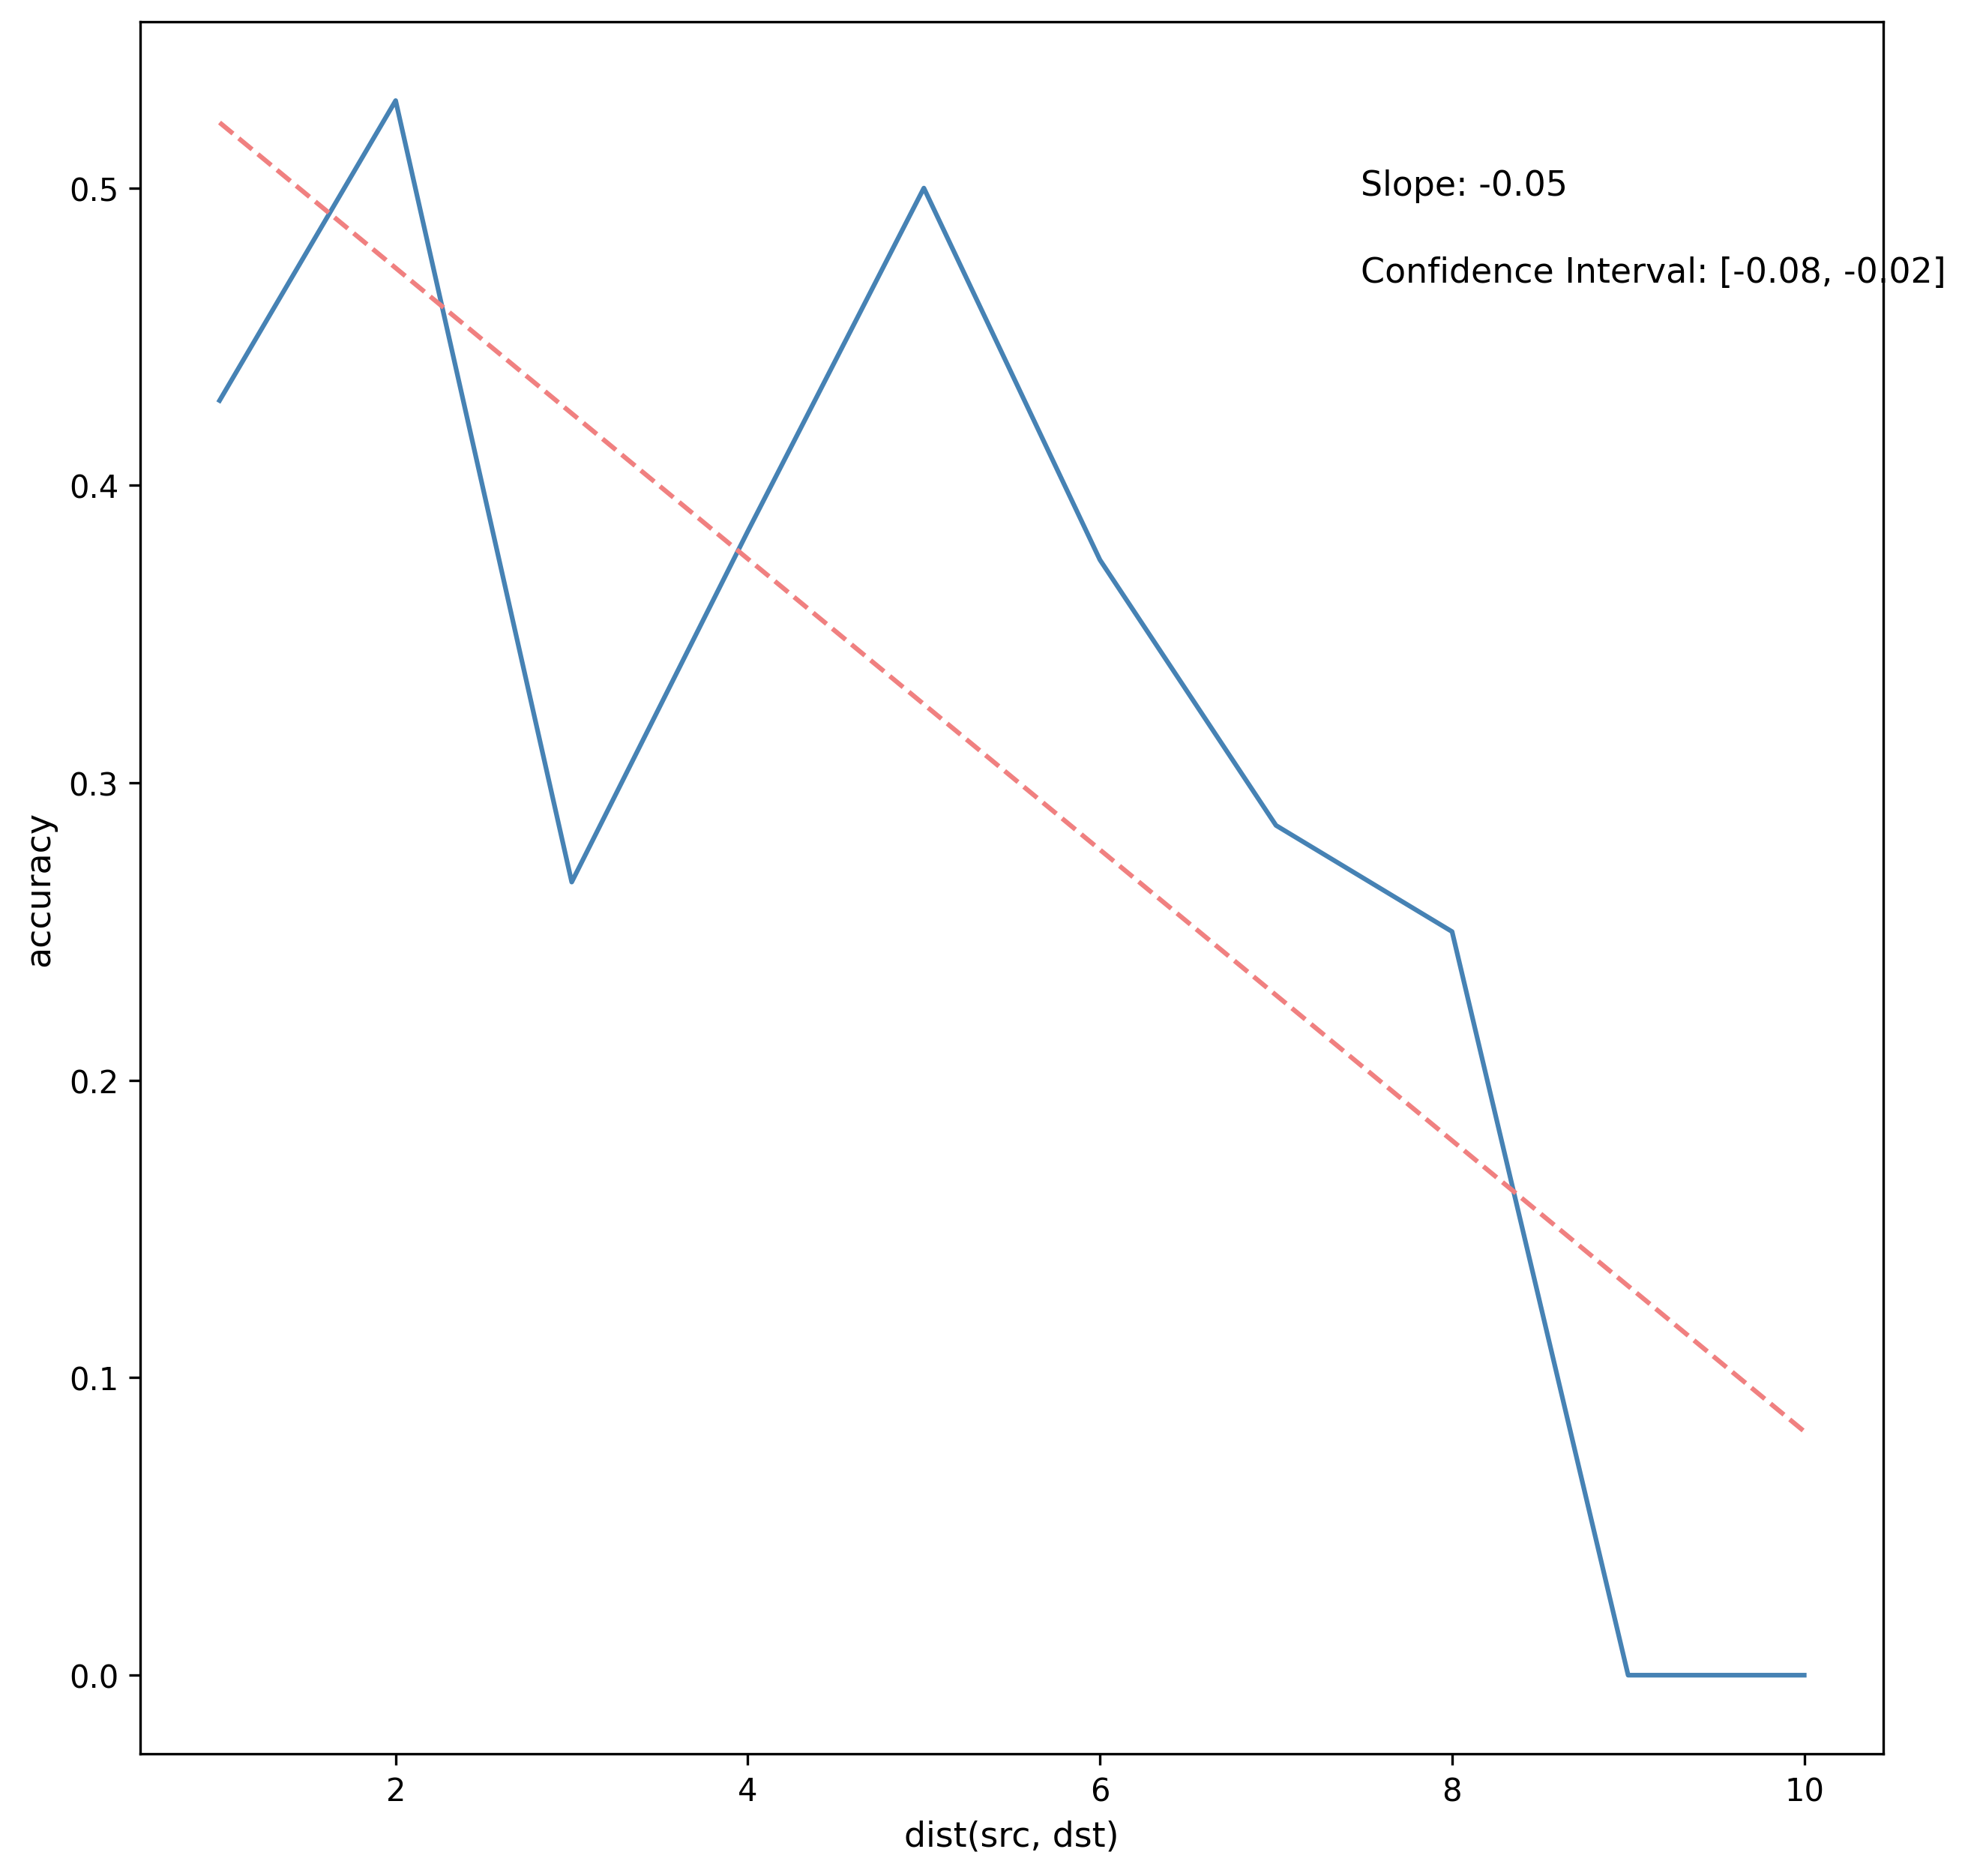 Slope: -0.05
Confidence Interval: [-0.08, -0.02]
0.5
0.4
0.3
0.2
0.1
0.0
accuracy
2 4 6 8 10
dist(src, dst)